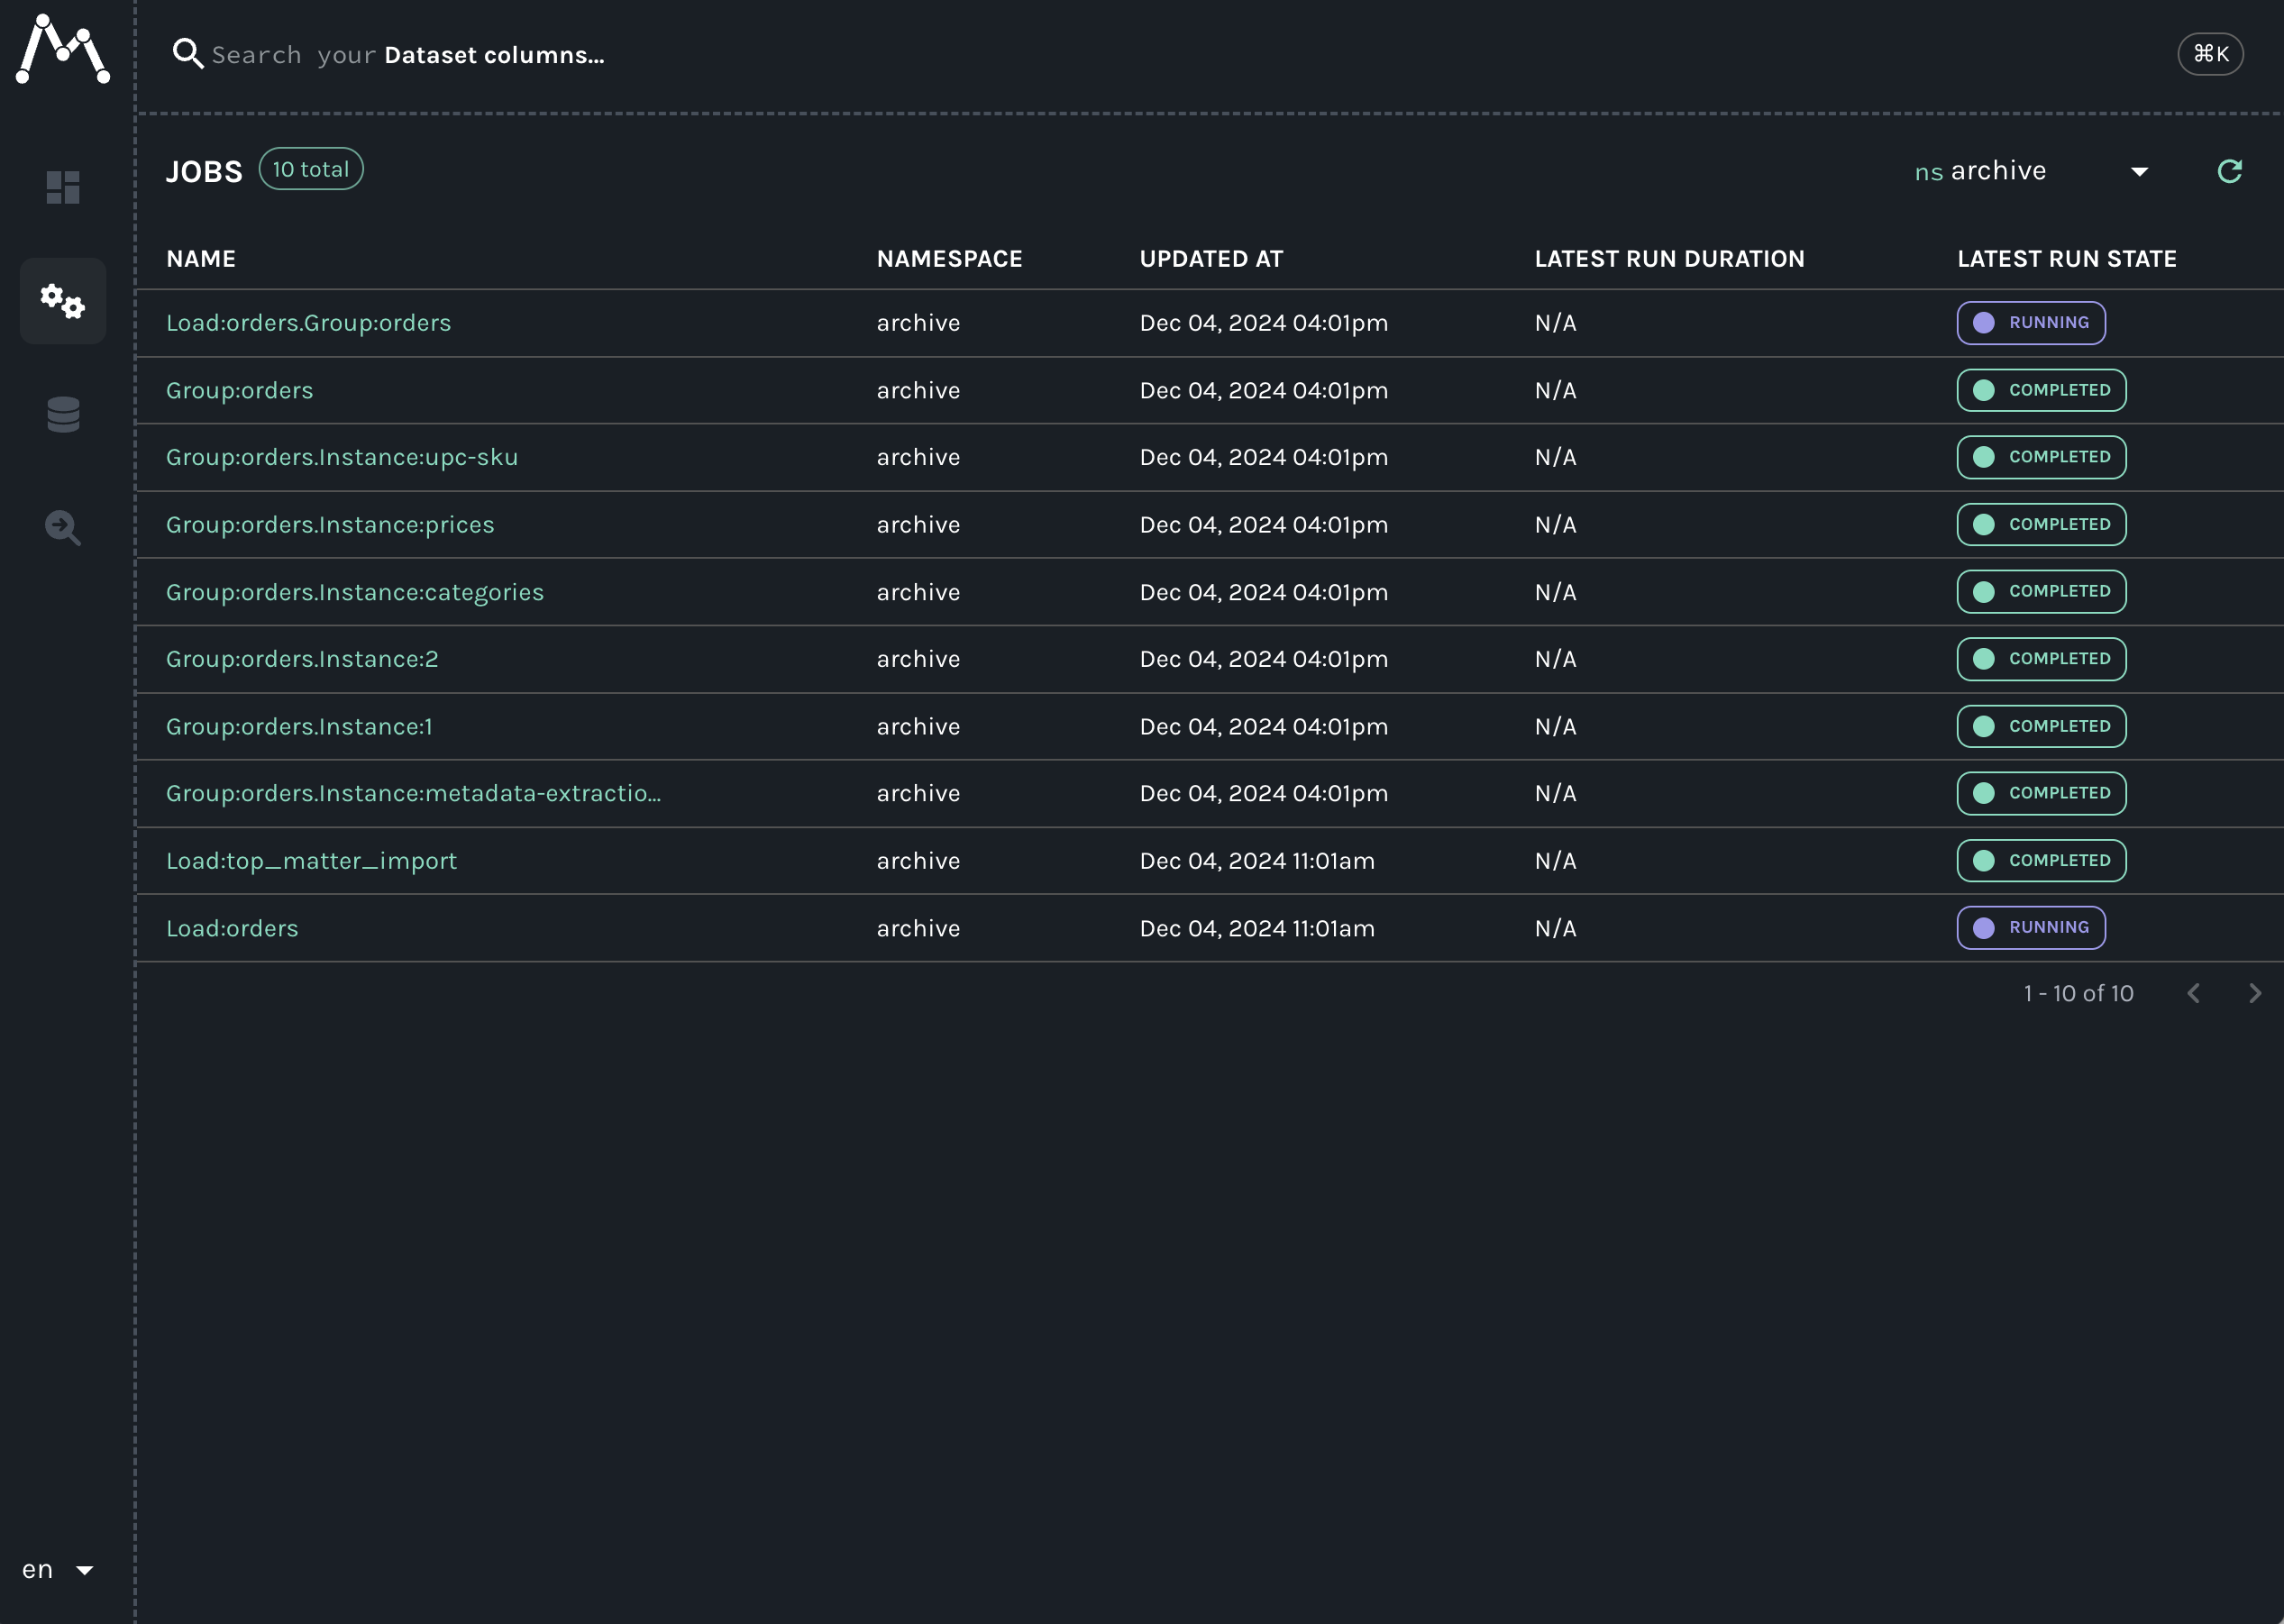 Search your Dataset columns...
⌘K
JOBS 10 total
ns archive
NAME NAMESPACE UPDATED AT LATEST RUN DURATION LATEST RUN STATE
Load:orders.Group:orders archive Dec 04, 2024 04:01pm N/A RUNNING
Group:orders archive Dec 04, 2024 04:01pm N/A COMPLETED
Group:orders.Instance:upc-sku archive Dec 04, 2024 04:01pm N/A COMPLETED
Group:orders.Instance:prices archive Dec 04, 2024 04:01pm N/A COMPLETED
Group:orders.Instance:categories archive Dec 04, 2024 04:01pm N/A COMPLETED
Group:orders.Instance:2 archive Dec 04, 2024 04:01pm N/A COMPLETED
Group:orders.Instance:1 archive Dec 04, 2024 04:01pm N/A COMPLETED
Group:orders.Instance:metadata-extractio... archive Dec 04, 2024 04:01pm N/A COMPLETED
Load:top_matter_import archive Dec 04, 2024 11:01am N/A COMPLETED
Load:orders archive Dec 04, 2024 11:01am N/A RUNNING
1 - 10 of 10
en